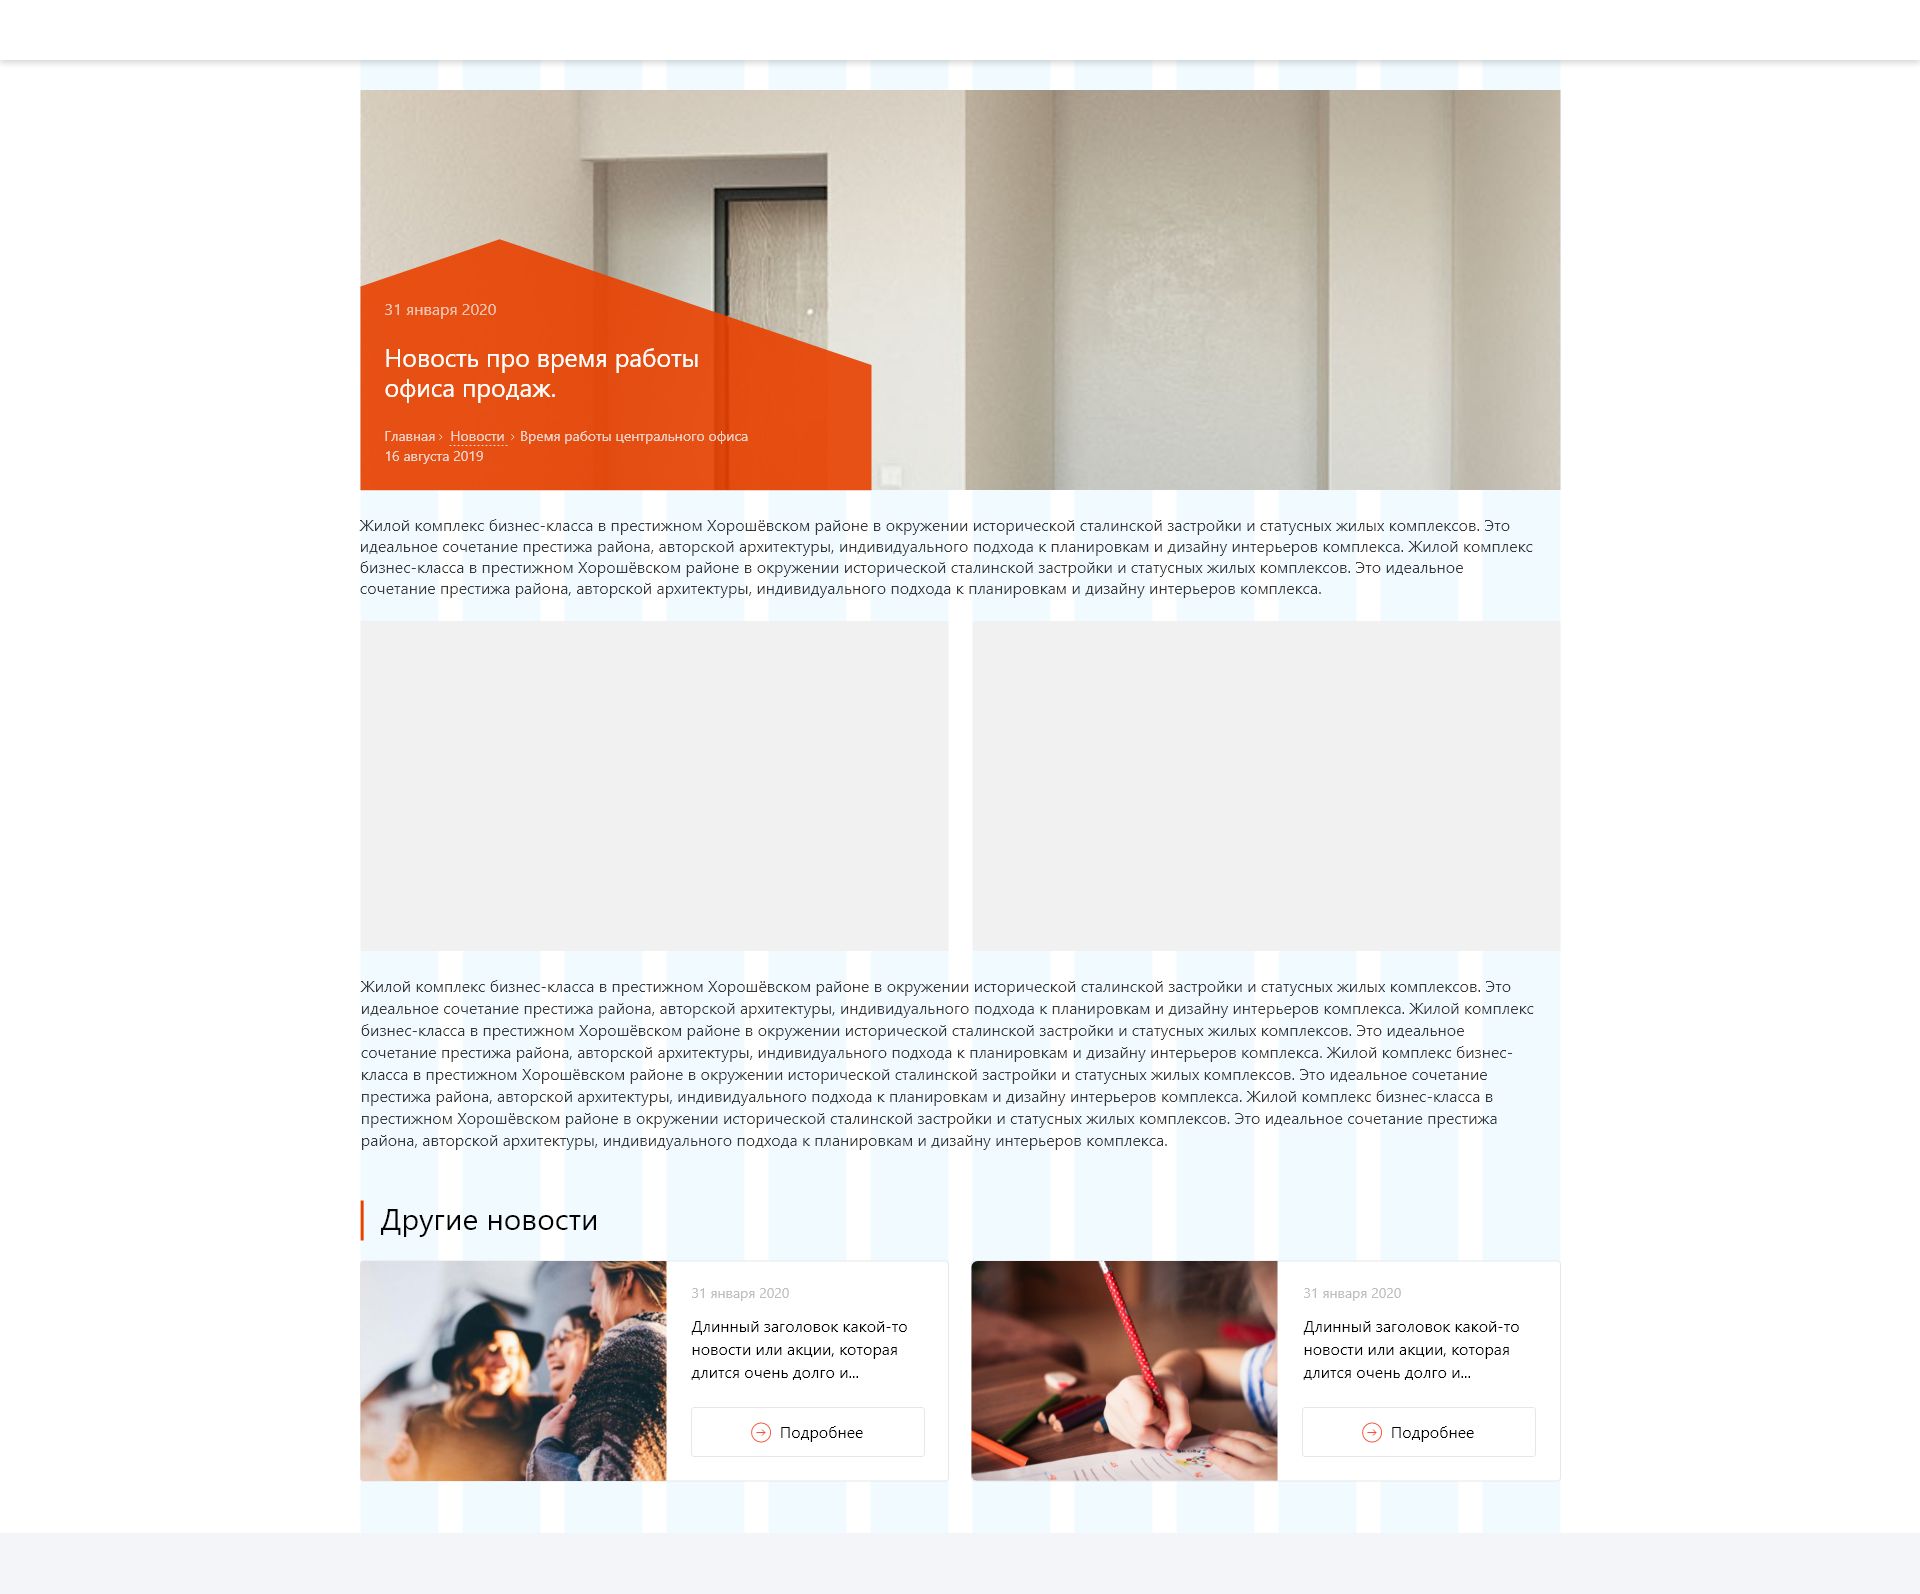 31 января 2020
Новость про время работы
офиса продаж.
Главная › Новости › Время работы центрального офиса
16 августа 2019
Жилой комплекс бизнес-класса в престижном Хорошёвском районе в окружении исторической сталинской застройки и статусных жилых комплексов. Это
идеальное сочетание престижа района, авторской архитектуры, индивидуального подхода к планировкам и дизайну интерьеров комплекса. Жилой комплекс
бизнес-класса в престижном Хорошёвском районе в окружении исторической сталинской застройки и статусных жилых комплексов. Это идеальное
сочетание престижа района, авторской архитектуры, индивидуального подхода к планировкам и дизайну интерьеров комплекса.
Жилой комплекс бизнес-класса в престижном Хорошёвском районе в окружении исторической сталинской застройки и статусных жилых комплексов. Это
идеальное сочетание престижа района, авторской архитектуры, индивидуального подхода к планировкам и дизайну интерьеров комплекса. Жилой комплекс
бизнес-класса в престижном Хорошёвском районе в окружении исторической сталинской застройки и статусных жилых комплексов. Это идеальное
сочетание престижа района, авторской архитектуры, индивидуального подхода к планировкам и дизайну интерьеров комплекса. Жилой комплекс бизнес-
класса в престижном Хорошёвском районе в окружении исторической сталинской застройки и статусных жилых комплексов. Это идеальное сочетание
престижа района, авторской архитектуры, индивидуального подхода к планировкам и дизайну интерьеров комплекса. Жилой комплекс бизнес-класса в
престижном Хорошёвском районе в окружении исторической сталинской застройки и статусных жилых комплексов. Это идеальное сочетание престижа
района, авторской архитектуры, индивидуального подхода к планировкам и дизайну интерьеров комплекса.
Другие новости
31 января 2020
Длинный заголовок какой-то
новости или акции, которая
длится очень долго и...
Подробнее
31 января 2020
Длинный заголовок какой-то
новости или акции, которая
длится очень долго и...
Подробнее